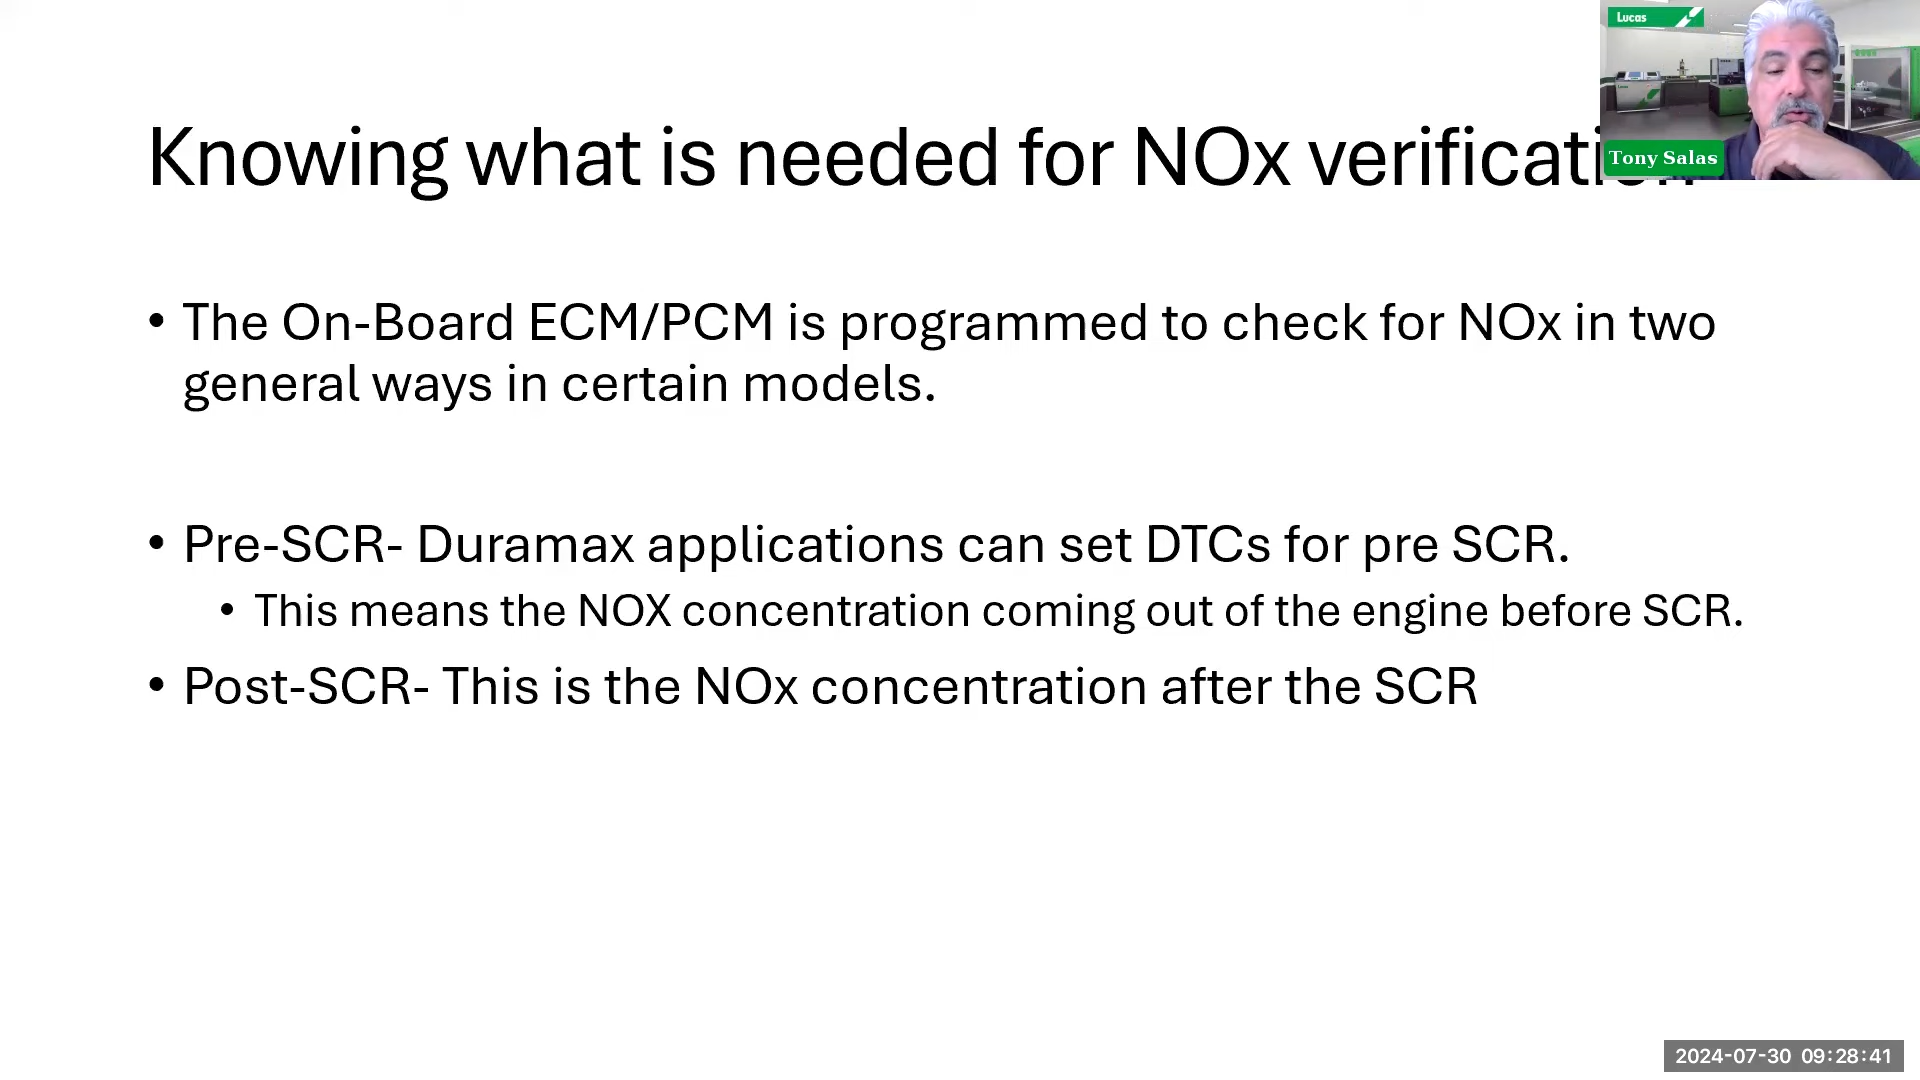 Lucas
Tony Salas
Knowing what is needed for NOx verification
• The On-Board ECM/PCM is programmed to check for NOx in two
general ways in certain models.
• Pre-SCR- Duramax applications can set DTCs for pre SCR.
• This means the NOX concentration coming out of the engine before SCR.
• Post-SCR- This is the NOx concentration after the SCR
2024-07-30 09:28:41